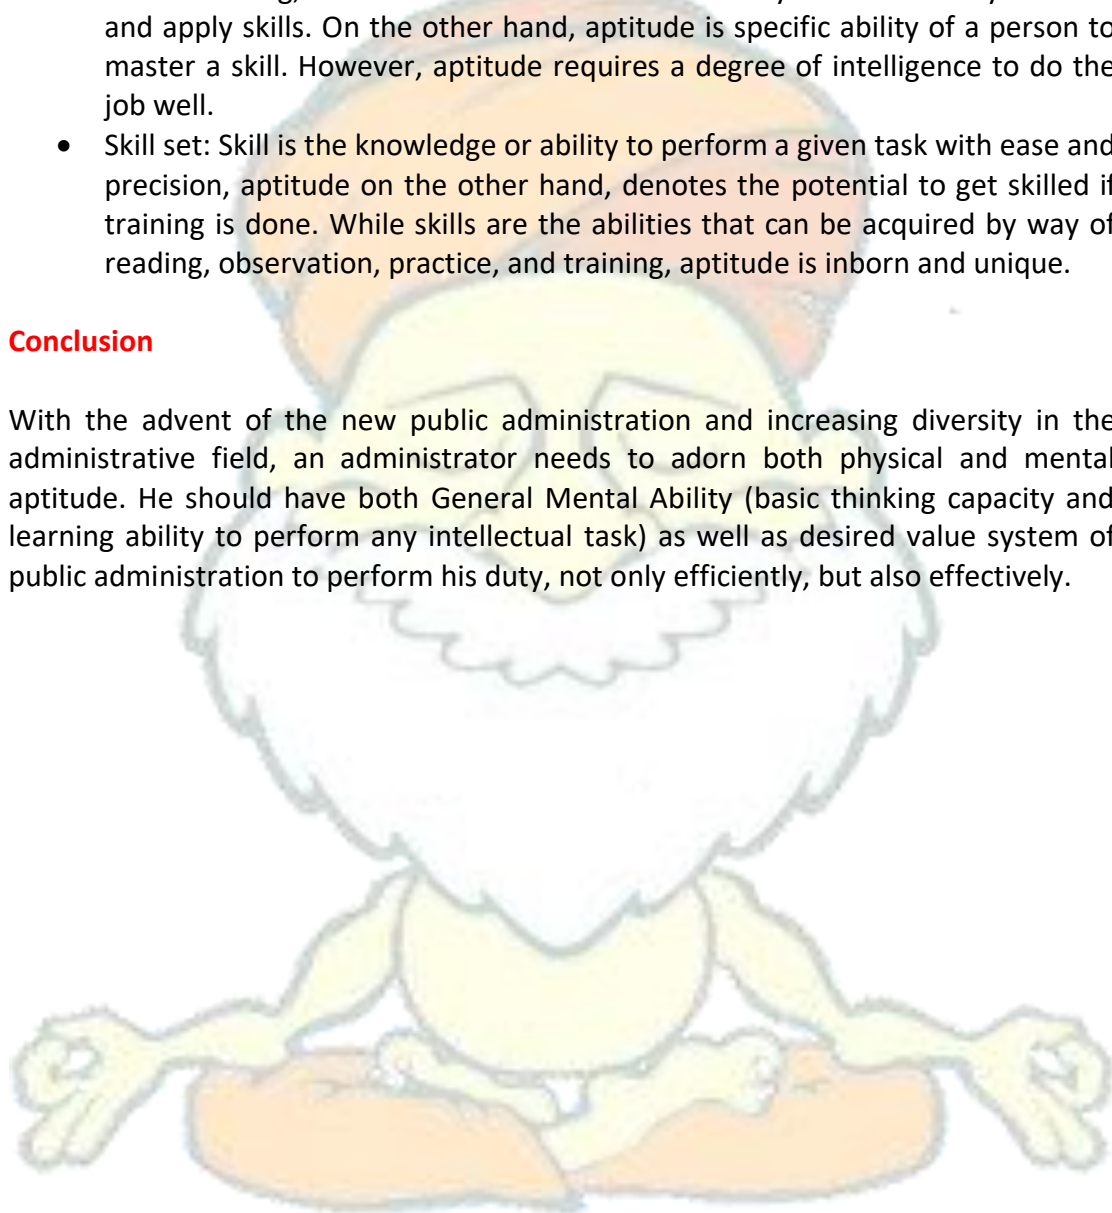 and apply skills. On the other hand, aptitude is specific ability of a person to
master a skill. However, aptitude requires a degree of intelligence to do the
job well.
• Skill set: Skill is the knowledge or ability to perform a given task with ease and
precision, aptitude on the other hand, denotes the potential to get skilled if
training is done. While skills are the abilities that can be acquired by way of
reading, observation, practice, and training, aptitude is inborn and unique.
Conclusion
With the advent of the new public administration and increasing diversity in the
administrative field, an administrator needs to adorn both physical and mental
aptitude. He should have both General Mental Ability (basic thinking capacity and
learning ability to perform any intellectual task) as well as desired value system of
public administration to perform his duty, not only efficiently, but also effectively.